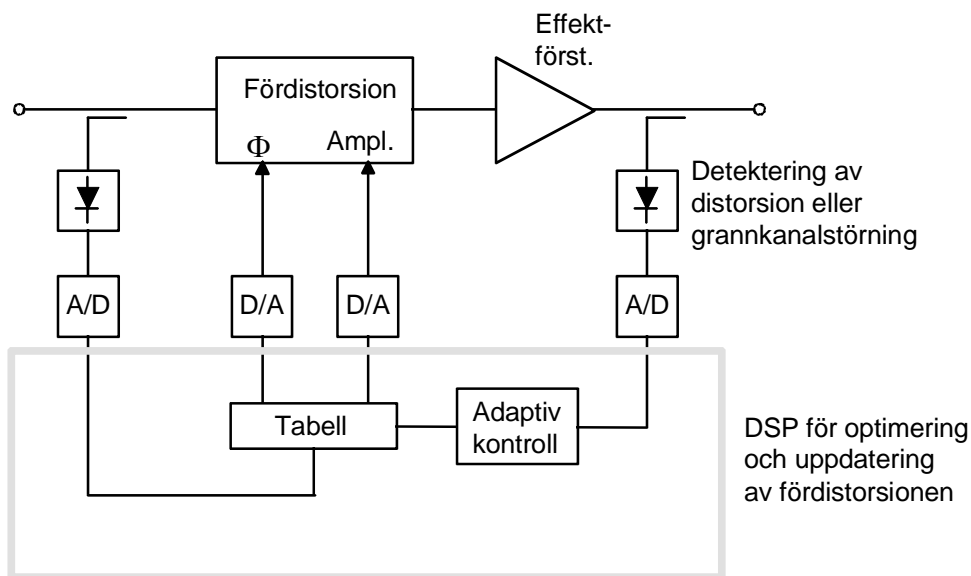 Effekt-
först.
Fördistorsion
Φ
Ampl.
Detektering av
distorsion eller
grannkanalstörning
A/D
D/A
D/A
A/D
Tabell
Adaptiv
kontroll
DSP för optimering
och uppdatering
av fördistorsionen